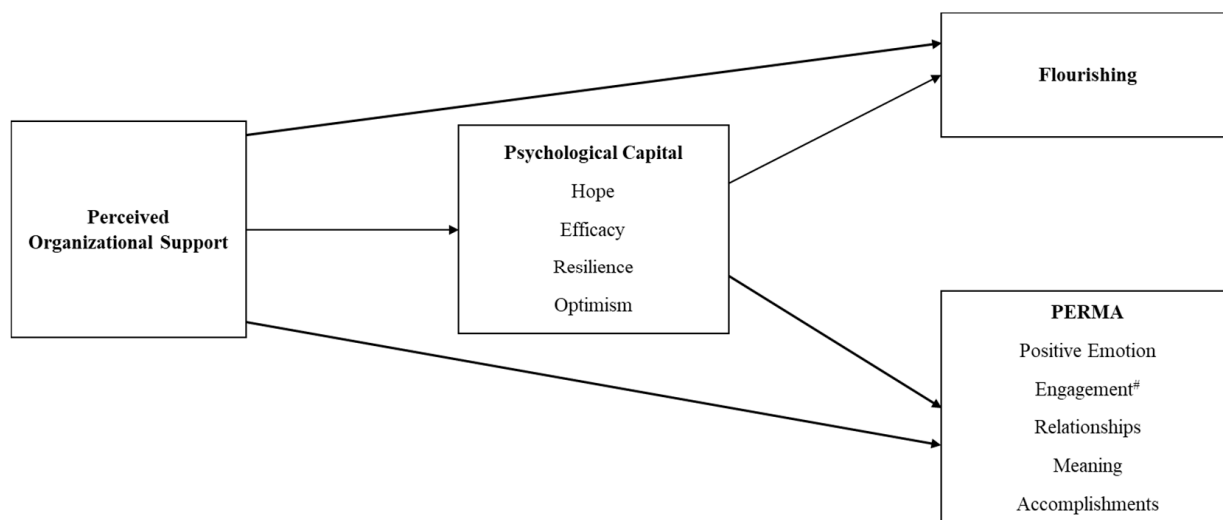 Perceived
Organizational Support
Psychological Capital
Hope
Efficacy
Resilience
Optimism
Flourishing
PERMA
Positive Emotion
Engagement#
Relationships
Meaning
Accomplishments